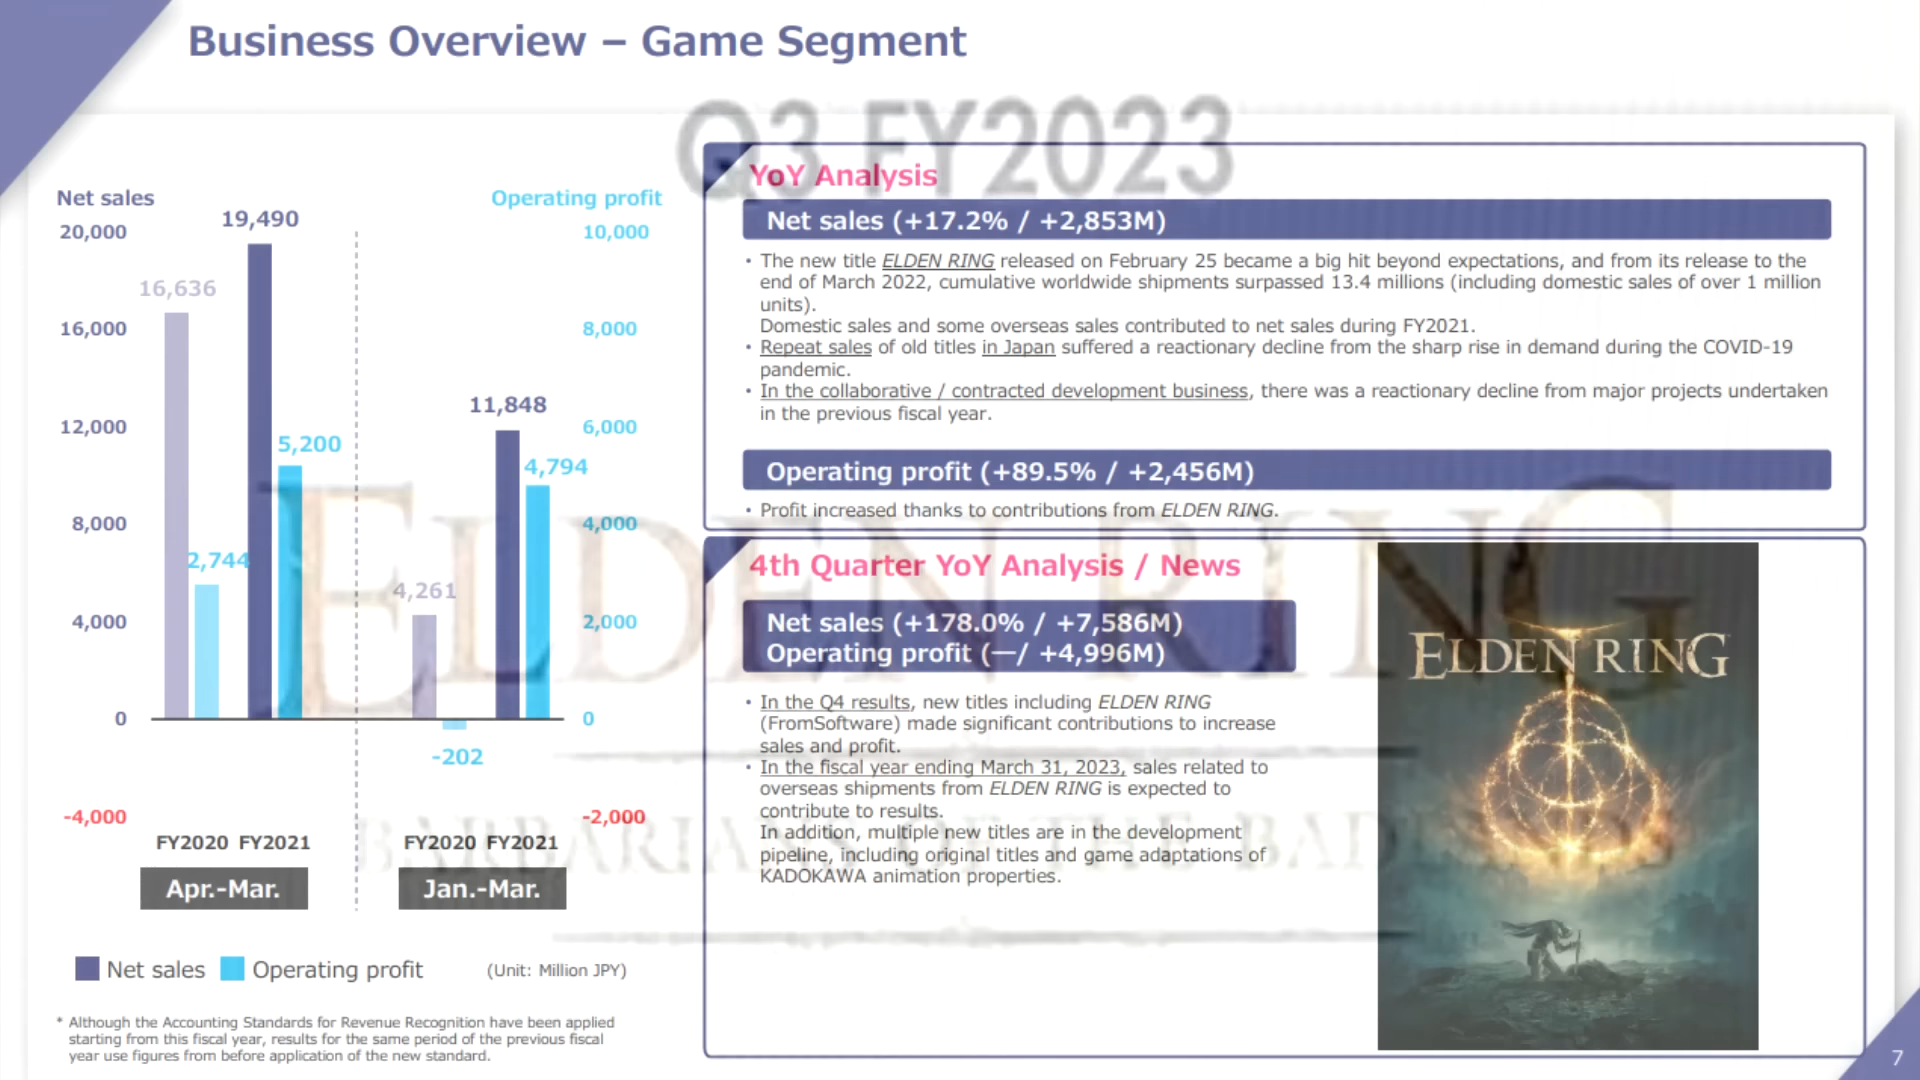 Business Overview – Game Segment
Q3 FY2023
Net sales
Operating profit
20,000
16,000
12,000
8,000
4,000
0
-4,000
10,000
8,000
6,000
4,000
2,000
0
-2,000
16,636
2,744
19,490
5,200
4,261
-202
11,848
4,794
FY2020 FY2021
FY2020 FY2021
Apr.-Mar.
Jan.-Mar.
Net sales
Operating profit
(Unit: Million JPY)
* Although the Accounting Standards for Revenue Recognition have been applied
starting from this fiscal year, results for the same period of the previous fiscal
year use figures from before application of the new standard.
YoY Analysis
Net sales (+17.2% / +2,853M)
・The new title ELDEN RING released on February 25 became a big hit beyond expectations, and from its release to the
end of March 2022, cumulative worldwide shipments surpassed 13.4 millions (including domestic sales of over 1 million
units).
Domestic sales and some overseas sales contributed to net sales during FY2021.
・Repeat sales of old titles in Japan suffered a reactionary decline from the sharp rise in demand during the COVID-19
pandemic.
・In the collaborative / contracted development business, there was a reactionary decline from major projects undertaken
in the previous fiscal year.
Operating profit (+89.5% / +2,456M)
・Profit increased thanks to contributions from ELDEN RING.
4th Quarter YoY Analysis / News
Net sales (+178.0% / +7,586M)
Operating profit (—/ +4,996M)
・In the Q4 results, new titles including ELDEN RING
(FromSoftware) made significant contributions to increase
sales and profit.
・In the fiscal year ending March 31, 2023, sales related to
overseas shipments from ELDEN RING is expected to
contribute to results.
In addition, multiple new titles are in the development
pipeline, including original titles and game adaptations of
KADOKAWA animation properties.
ELDEN RING
ELDEN RING
BARBARIANS OF THE BADLANDS
7